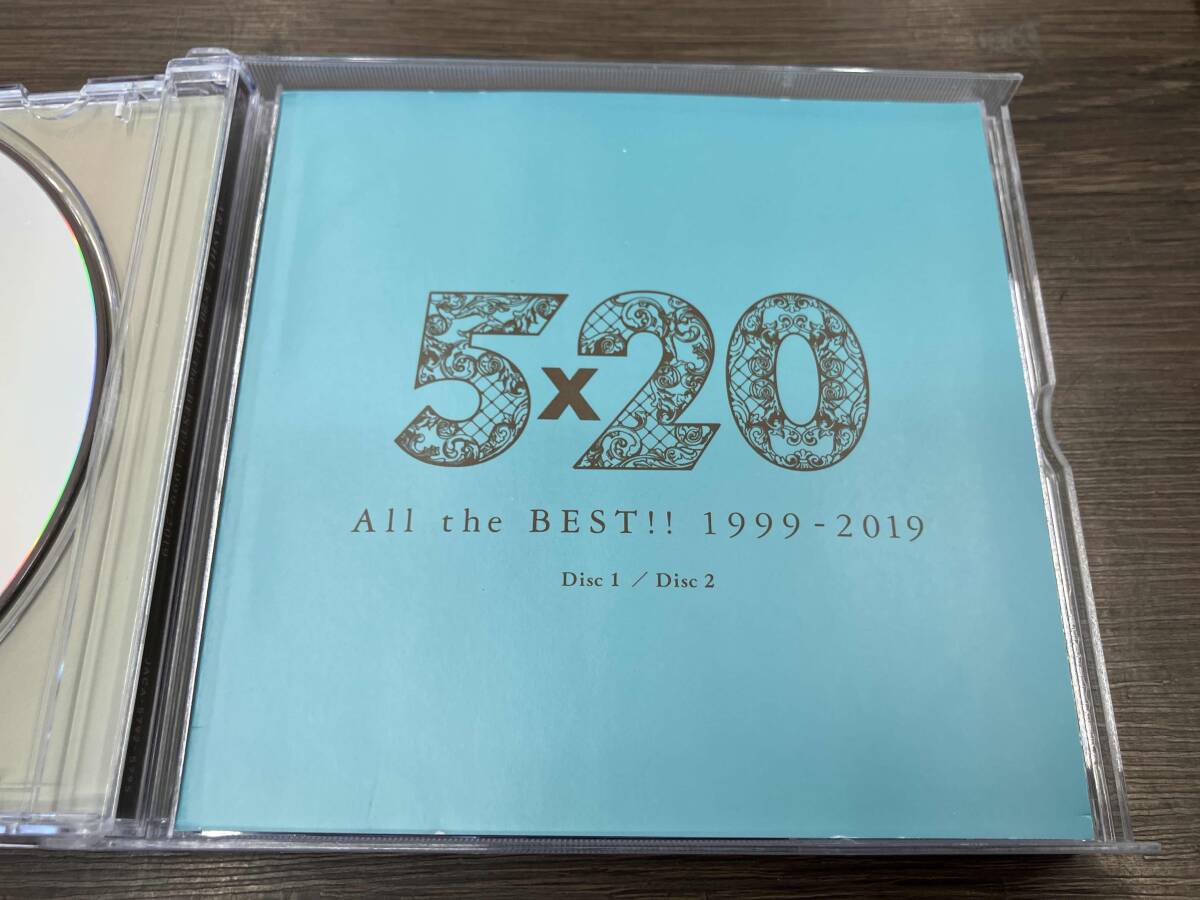 5x20
All the BEST!! 1999-2019
Disc 1 ／ Disc 2